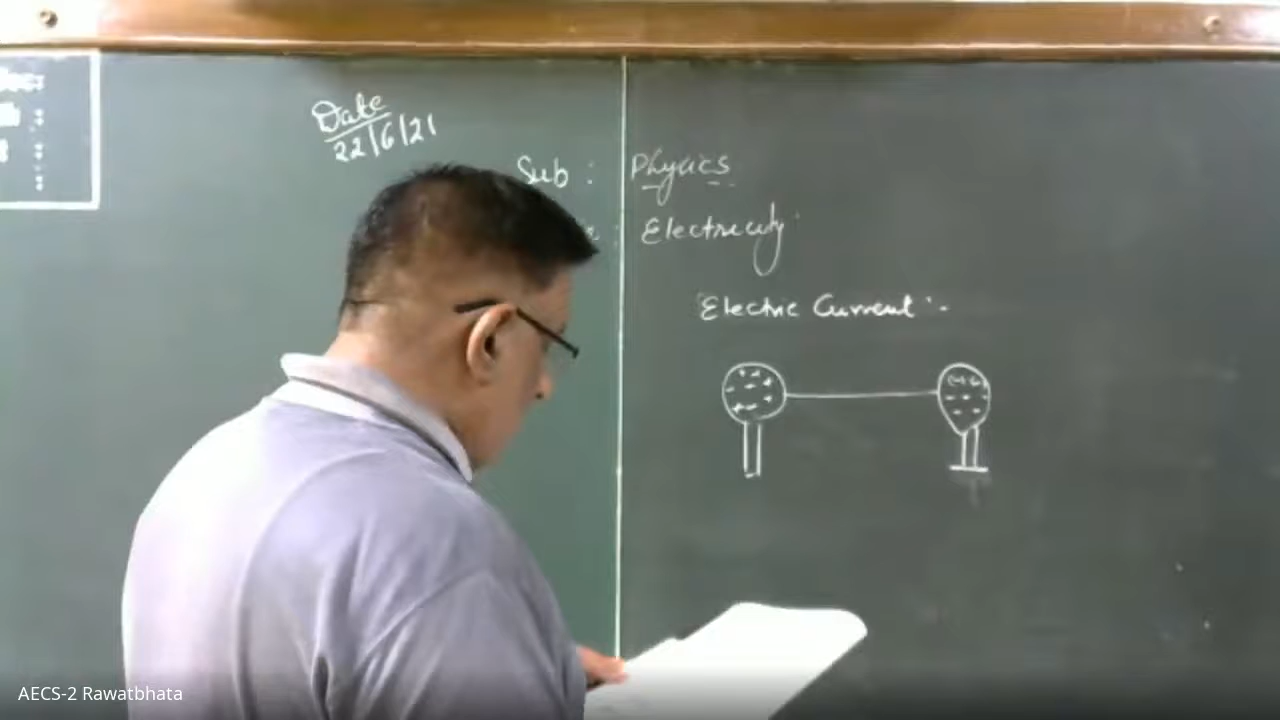 Date
22/6/21
Sub : Physics
: Electricity
Electric Current :-
AECS-2 Rawatbhata